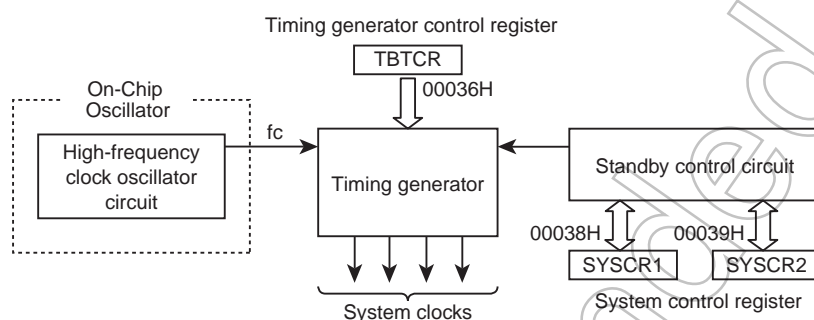 Timing generator control register
TBTCR
00036H
On-Chip
Oscillator
fc
High-frequency
clock oscillator
circuit
Timing generator
Standby control circuit
00038H
00039H
SYSCR1
SYSCR2
System control register
System clocks